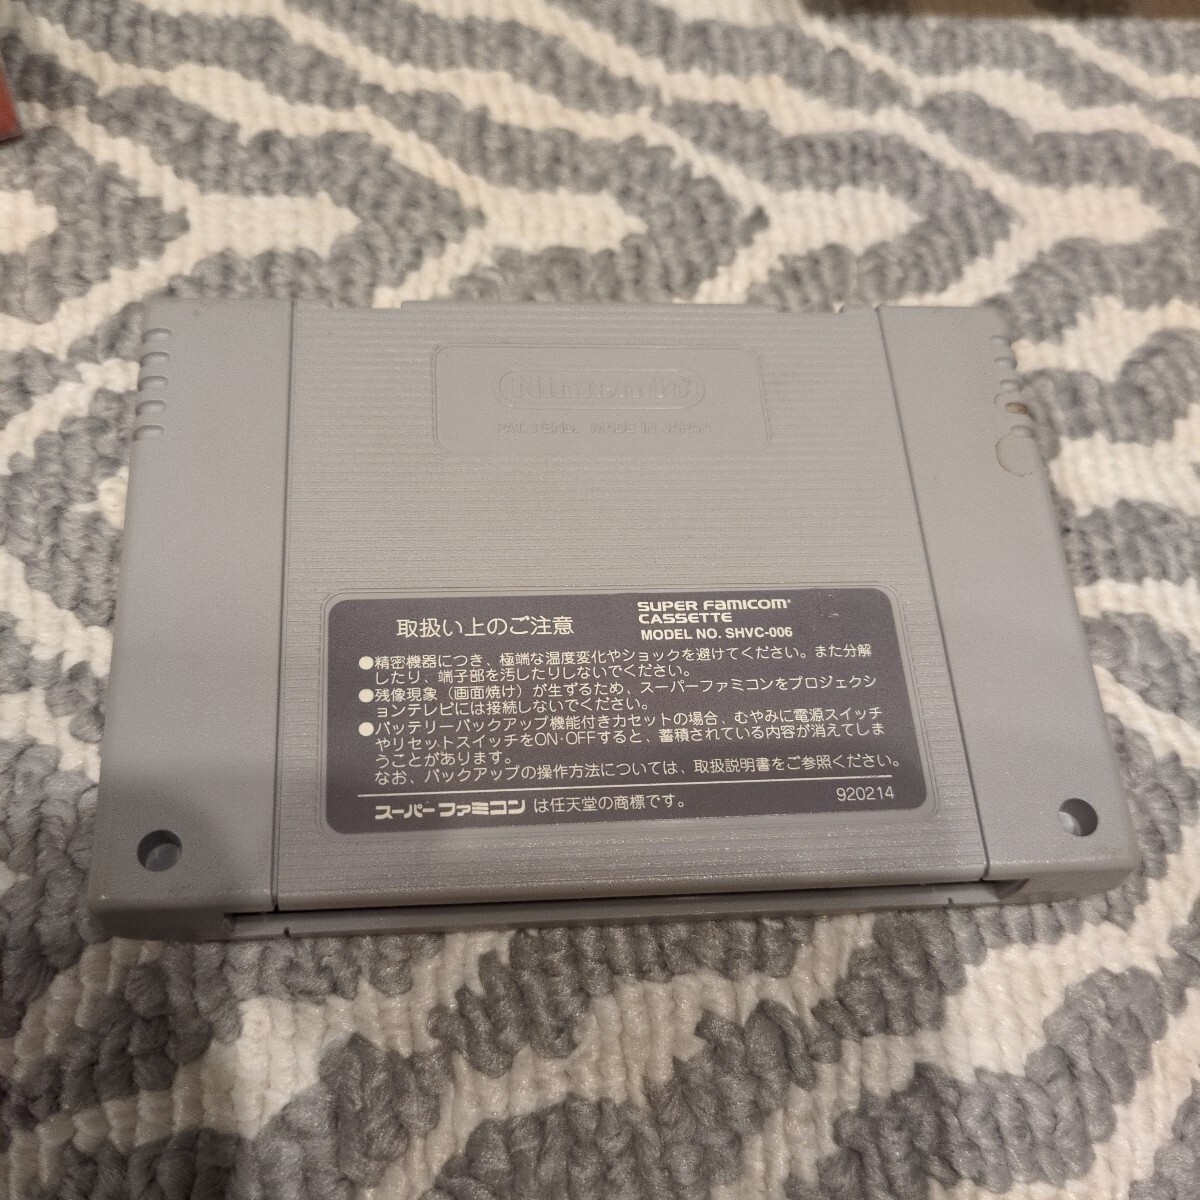 Nintendo
PAT. PEND. MADE IN JAPAN
取扱い上のご注意
SUPER FAMICOM
CASSETTE
MODEL NO. SHVC-006
●精密機器につき、極端な温度変化やショックを避けてください。また分解
したり、端子部を汚したりしないでください。
●残像現象（画面焼け）が生ずるため、スーパーファミコンをプロジェクシ
ョンテレビには接続しないでください。
●バッテリーバックアップ機能付きカセットの場合、むやみに電源スイッチ
やリセットスイッチをON·OFFすると、蓄積されている内容が消えてしま
うことがあります。
なお、バックアップの操作方法については、取扱説明書をご参照ください。
スーパーファミコン は任天堂の商標です。
920214